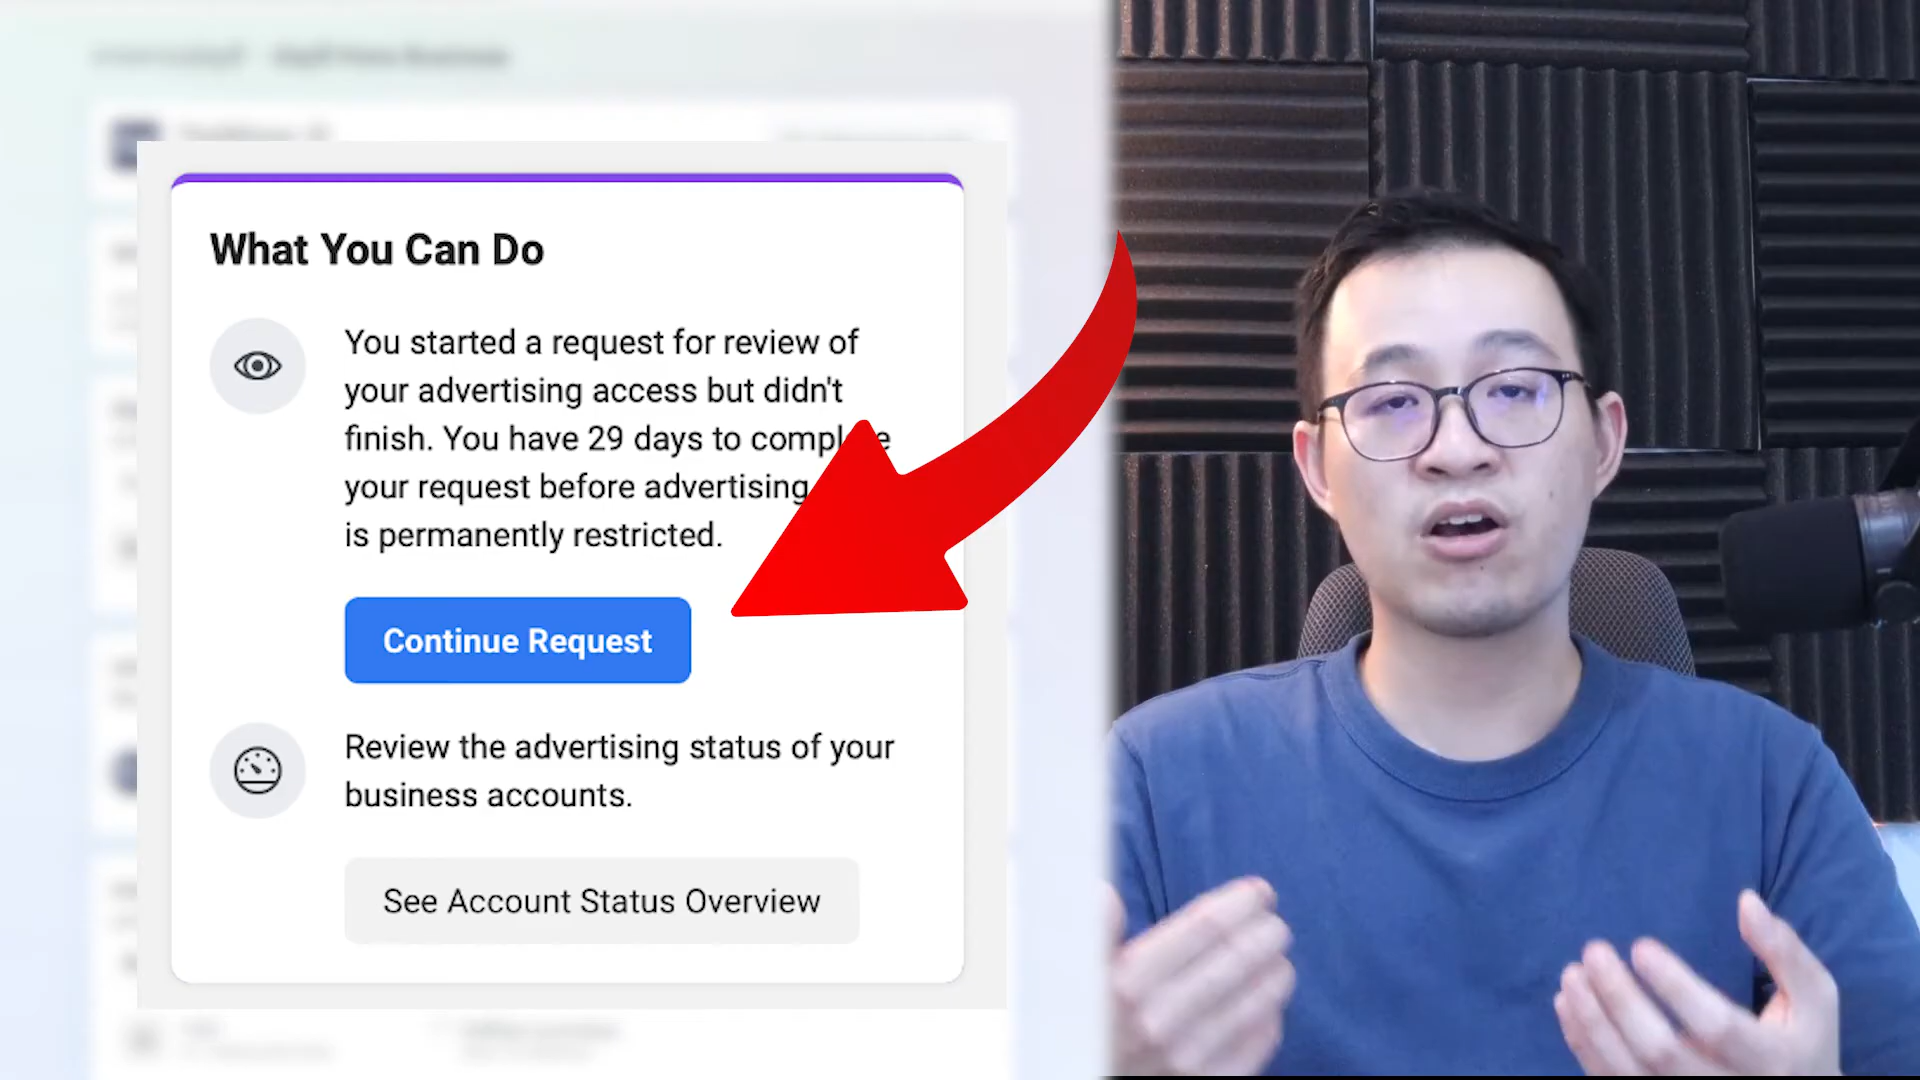 What You Can Do
You started a request for review of
your advertising access but didn't
finish. You have 29 days to
your request before advertising
is permanently restricted.
Continue Request
Review the advertising status of your
business accounts.
See Account Status Overview